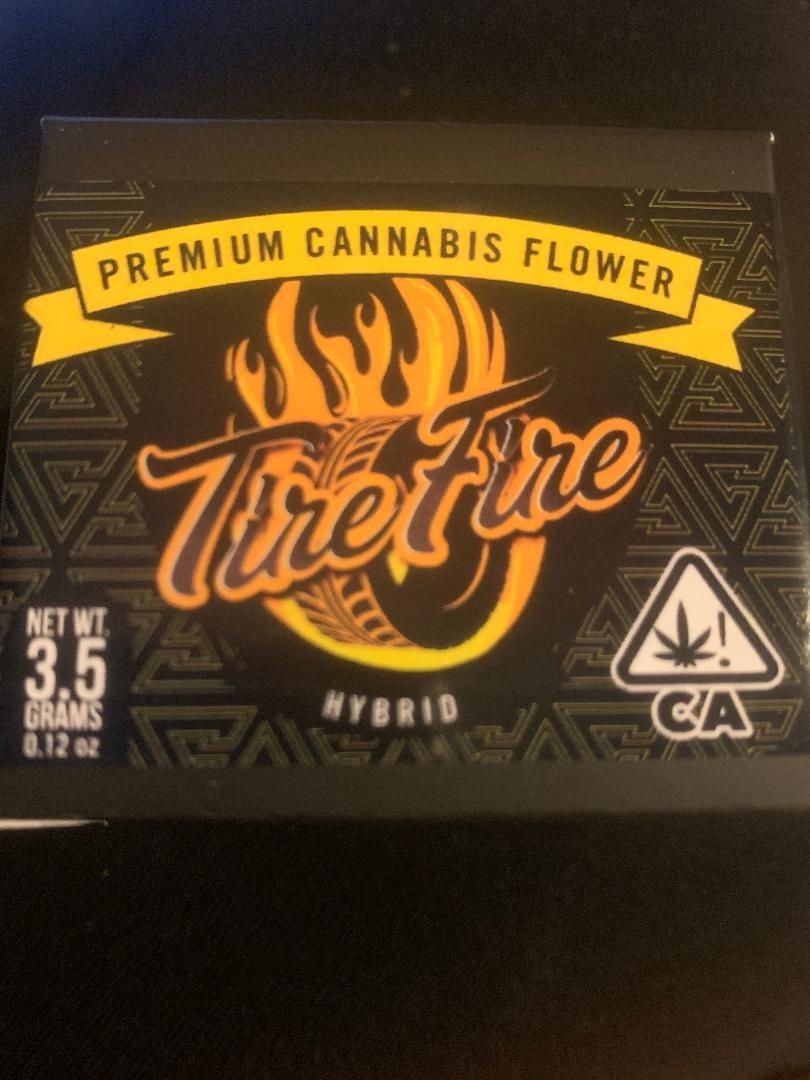 PREMIUM CANNABIS FLOWER
TireFire
HYBRID
NET WT.
3.5
GRAMS
0.12 oz
!
CA